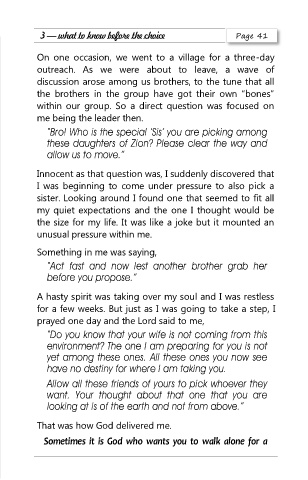 3 — what to know before the choice
Page 41
On one occasion, we went to a village for a three-day
outreach. As we were about to leave, a wave of
discussion arose among us brothers, to the tune that all
the brothers in the group have got their own "bones"
within our group. So a direct question was focused on
me being the leader then.
"Bro! Who is the special 'Sis' you are picking among
these daughters of Zion? Please clear the way and
allow us to move."
Innocent as that question was, I suddenly discovered that
I was beginning to come under pressure to also pick a
sister. Looking around I found one that seemed to fit all
my quiet expectations and the one I thought would be
the size for my life. It was like a joke but it mounted an
unusual pressure within me.
Something in me was saying,
"Act fast and now lest another brother grab her
before you propose."
A hasty spirit was taking over my soul and I was restless
for a few weeks. But just as I was going to take a step, I
prayed one day and the Lord said to me,
"Do you know that your wife is not coming from this
environment? The one I am preparing for you is not
yet among these ones. All these ones you now see
have no destiny for where I am taking you.
Allow all these friends of yours to pick whoever they
want. Your thought about that one that you are
looking at is of the earth and not from above."
That was how God delivered me.
Sometimes it is God who wants you to walk alone for a